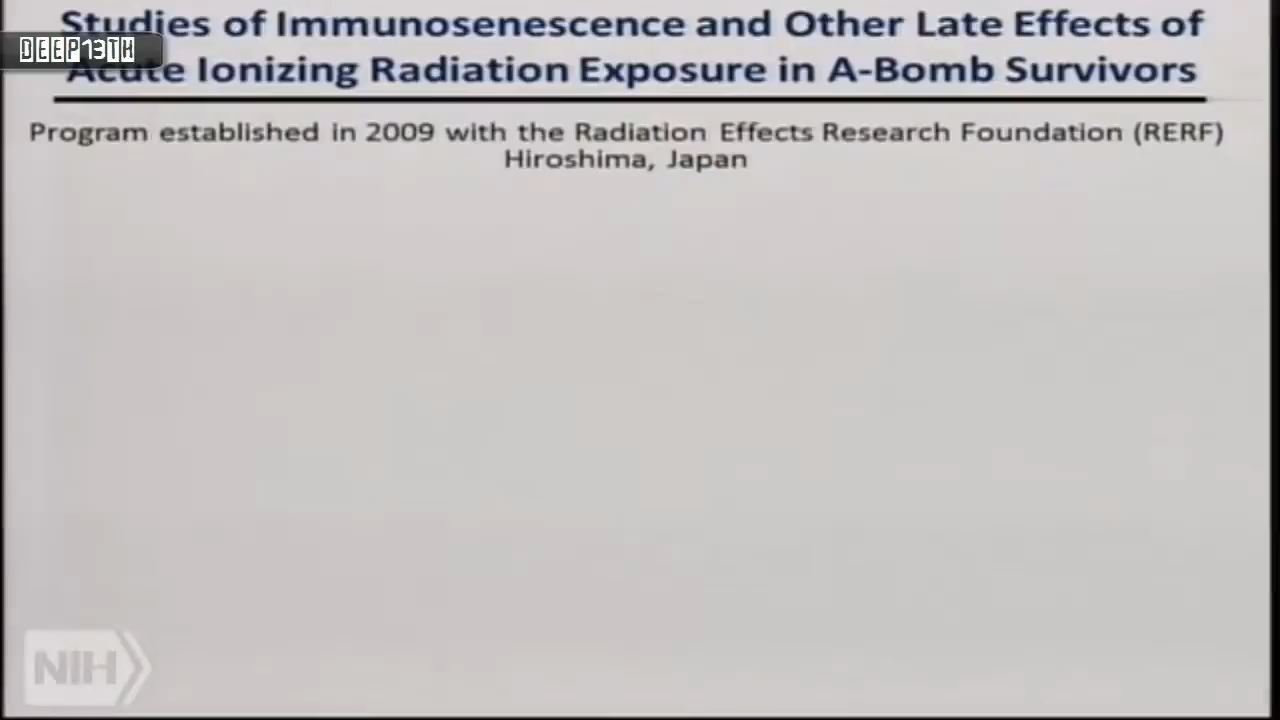 Studies of Immunosenescence and Other Late Effects of
DEEP13TH
Acute Ionizing Radiation Exposure in A-Bomb Survivors
Program established in 2009 with the Radiation Effects Research Foundation (RERF)
Hiroshima, Japan
NIH